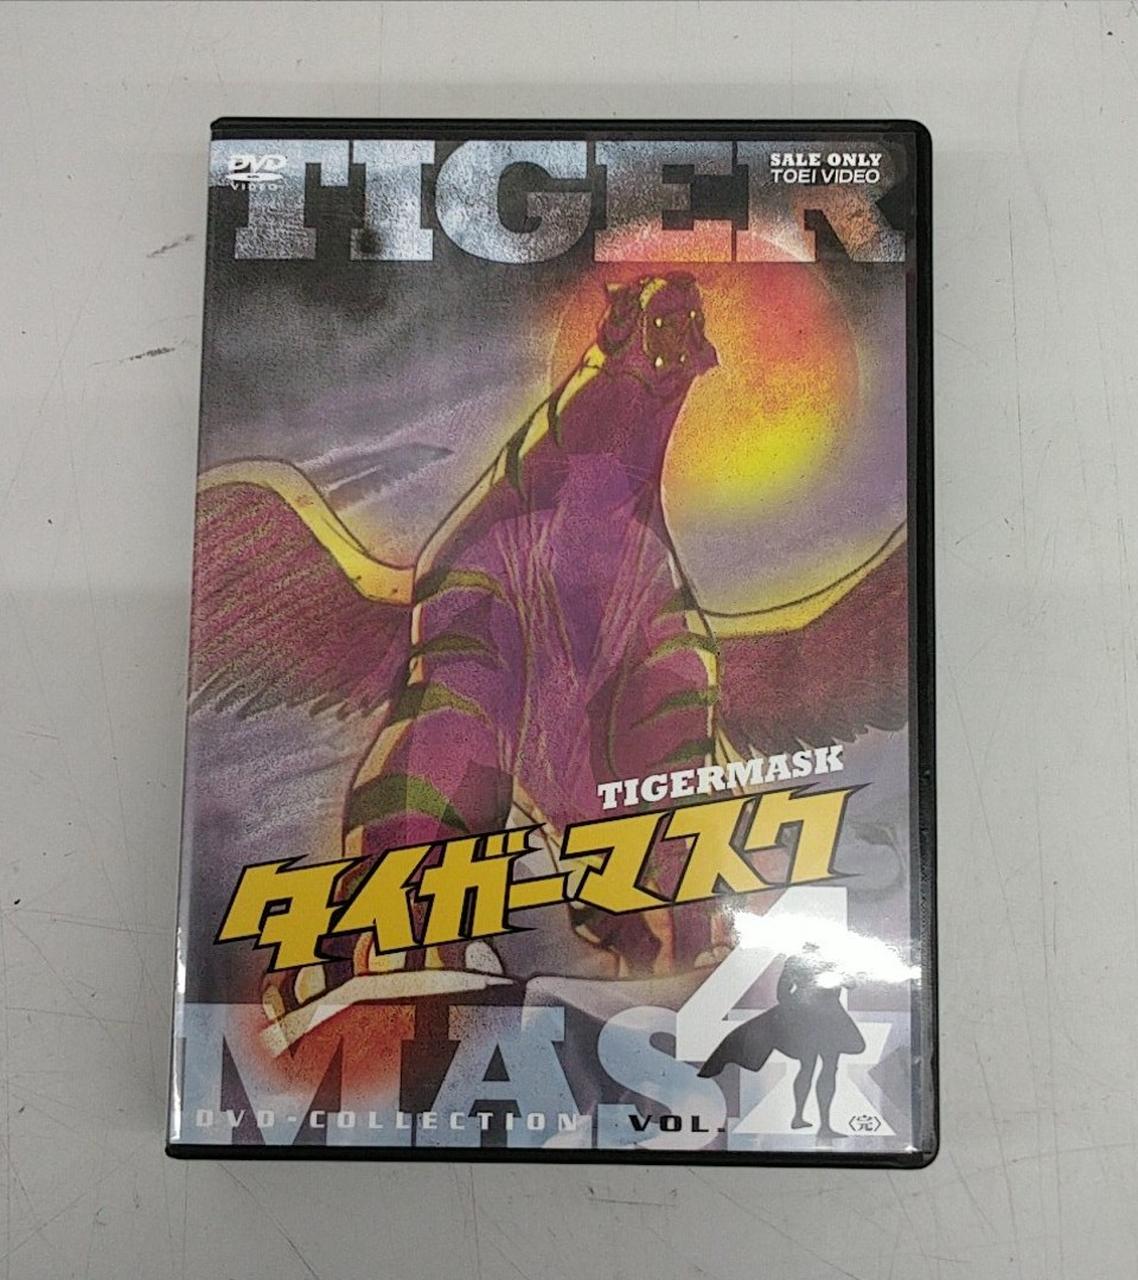 DVD
VIDEO
TIGER
SALE ONLY
TOEI VIDEO
TIGERMASK
タイガーマスク
MASK
DVD-COLLECTION VOL. 4
〈完〉